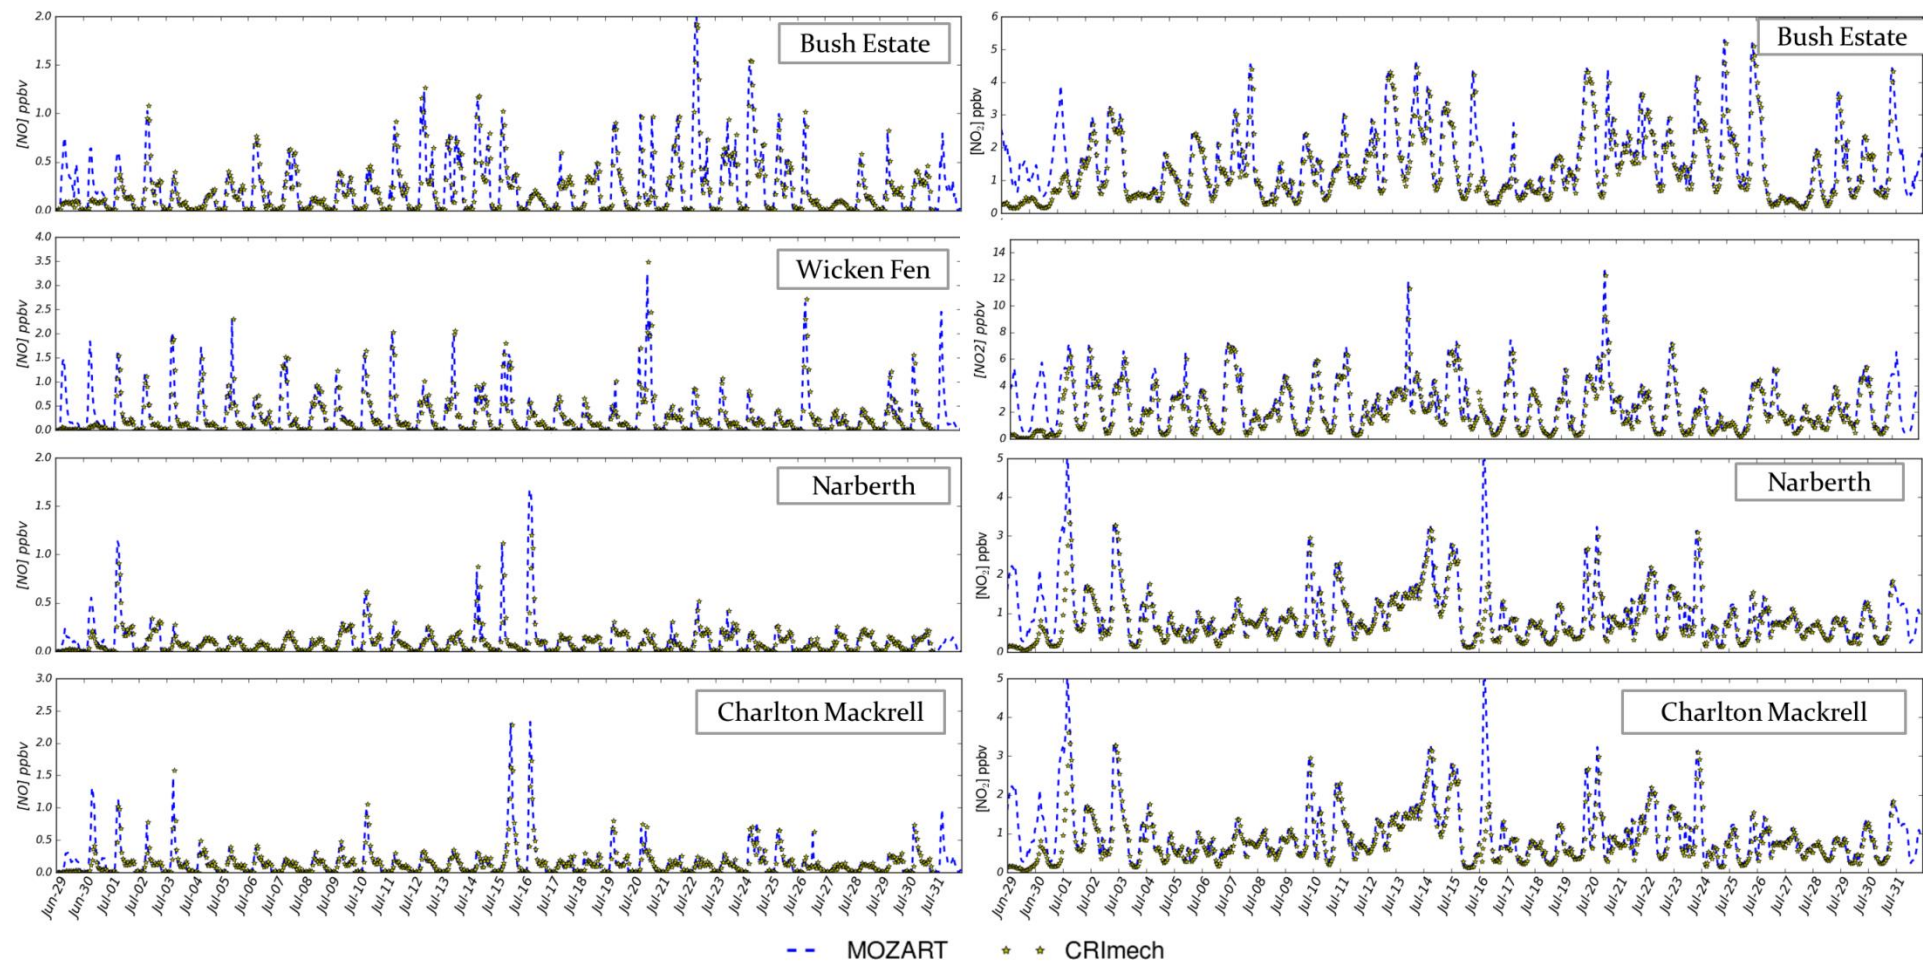 Bush Estate
[NO] ppbv
2.0
1.5
1.0
0.5
0.0
Bush Estate
[NO₂] ppbv
6
5
4
3
2
1
0
Wicken Fen
[NO] ppbv
4.0
3.5
3.0
2.5
2.0
1.5
1.0
0.5
0.0
[NO2] ppbv
14
12
10
8
6
4
2
0
Narberth
[NO] ppbv
2.0
1.5
1.0
0.5
0.0
Narberth
[NO₂] ppbv
5
4
3
2
1
0
Charlton Mackrell
[NO] ppbv
3.0
2.5
2.0
1.5
1.0
0.5
0.0
Charlton Mackrell
[NO₂] ppbv
5
4
3
2
1
0
Jun-29 Jun-30 Jul-01 Jul-02 Jul-03 Jul-04 Jul-05 Jul-06 Jul-07 Jul-08 Jul-09 Jul-10 Jul-11 Jul-12 Jul-13 Jul-14 Jul-15 Jul-16 Jul-17 Jul-18 Jul-19 Jul-20 Jul-21 Jul-22 Jul-23 Jul-24 Jul-25 Jul-26 Jul-27 Jul-28 Jul-29 Jul-30 Jul-31
Jun-29 Jun-30 Jul-01 Jul-02 Jul-03 Jul-04 Jul-05 Jul-06 Jul-07 Jul-08 Jul-09 Jul-10 Jul-11 Jul-12 Jul-13 Jul-14 Jul-15 Jul-16 Jul-17 Jul-18 Jul-19 Jul-20 Jul-21 Jul-22 Jul-23 Jul-24 Jul-25 Jul-26 Jul-27 Jul-28 Jul-29 Jul-30 Jul-31
MOZART CRImech